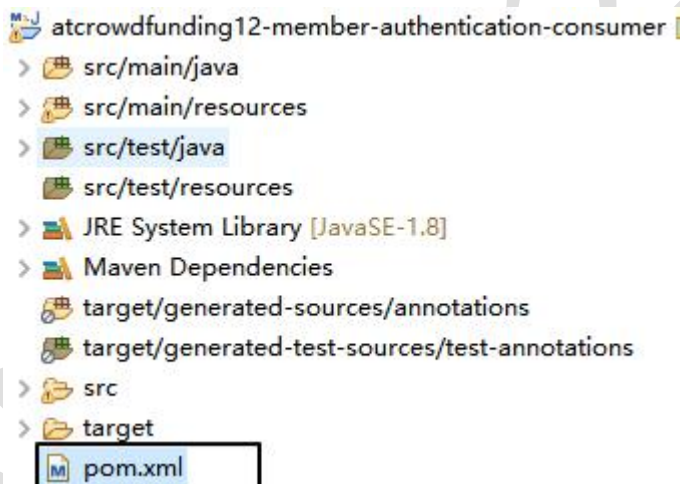 atcrowdfunding12-member-authentication-consumer [
src/main/java
src/main/resources
src/test/java
src/test/resources
JRE System Library [JavaSE-1.8]
Maven Dependencies
target/generated-sources/annotations
target/generated-test-sources/test-annotations
src
target
pom.xml